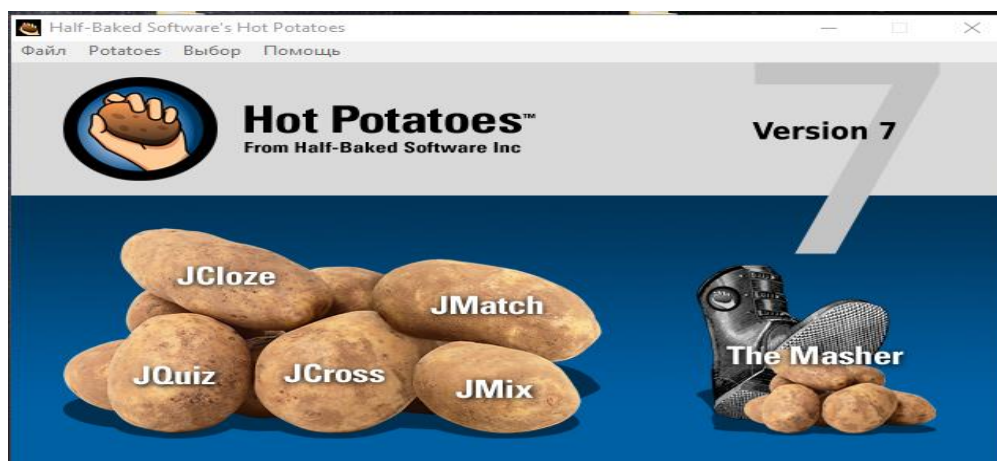 Half-Baked Software's Hot Potatoes
Файл Potatoes Выбор Помощь
7
Hot Potatoes™
From Half-Baked Software Inc
Version 7
JCloze
JMatch
The Masher
JQuiz
JCross
JMix